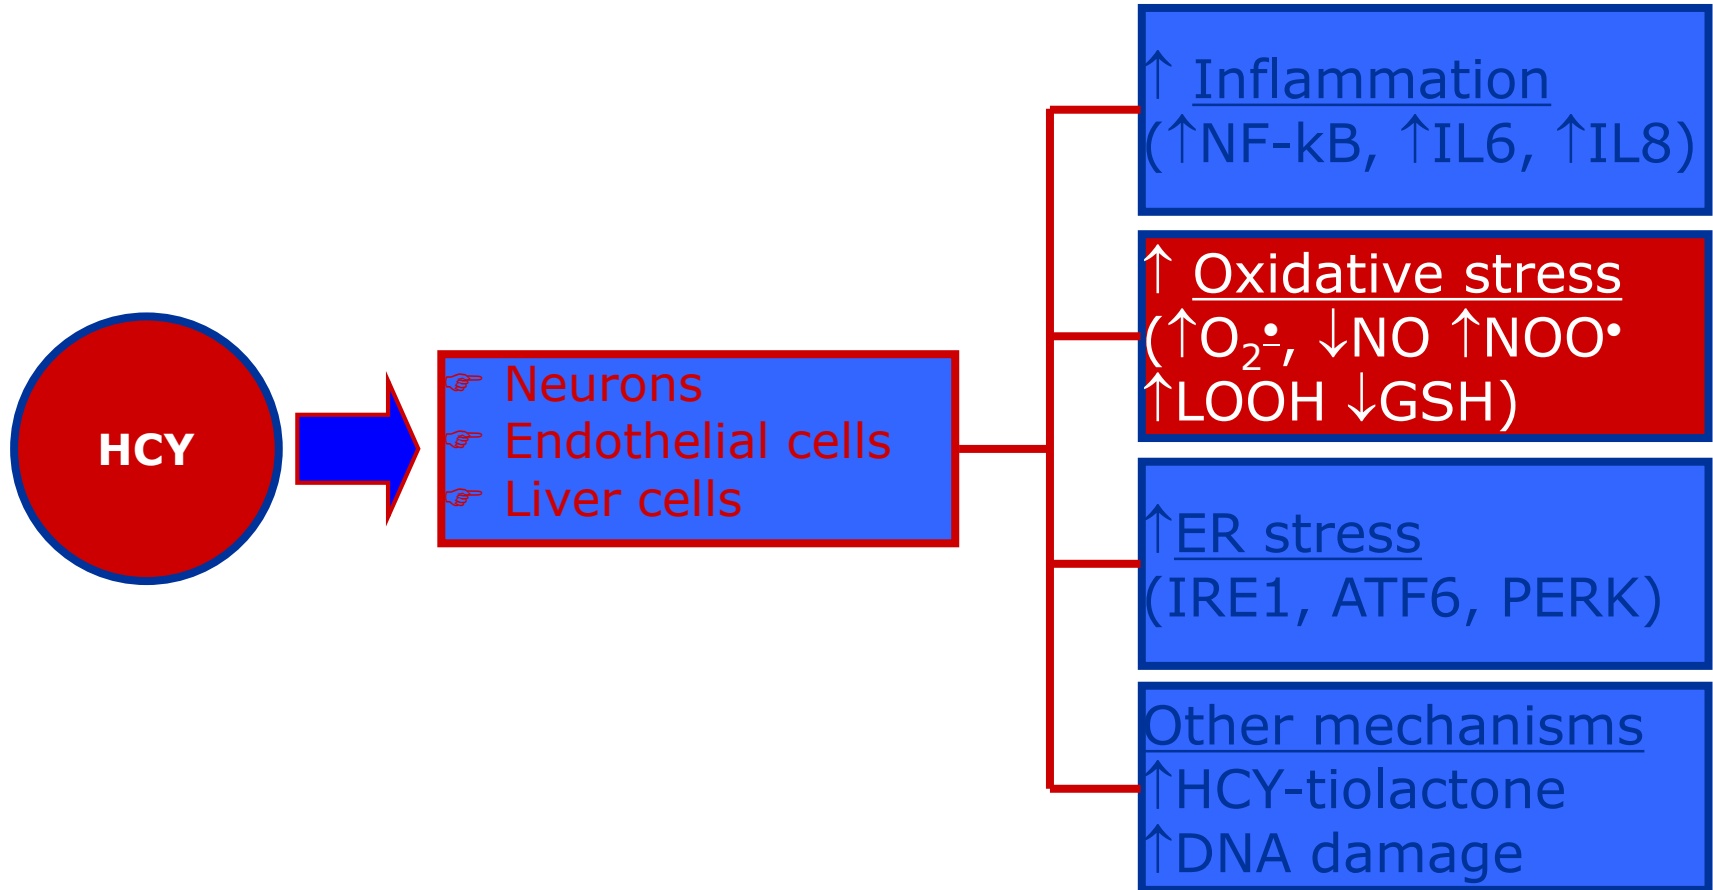 HCY
☞ Neurons
☞ Endothelial cells
☞ Liver cells
↑ Inflammation
(↑NF-kB, ↑IL6, ↑IL8)
↑ Oxidative stress
(↑O₂•-, ↓NO ↑NOO•
↑LOOH ↓GSH)
↑ER stress
(IRE1, ATF6, PERK)
Other mechanisms
↑HCY-tiolactone
↑DNA damage